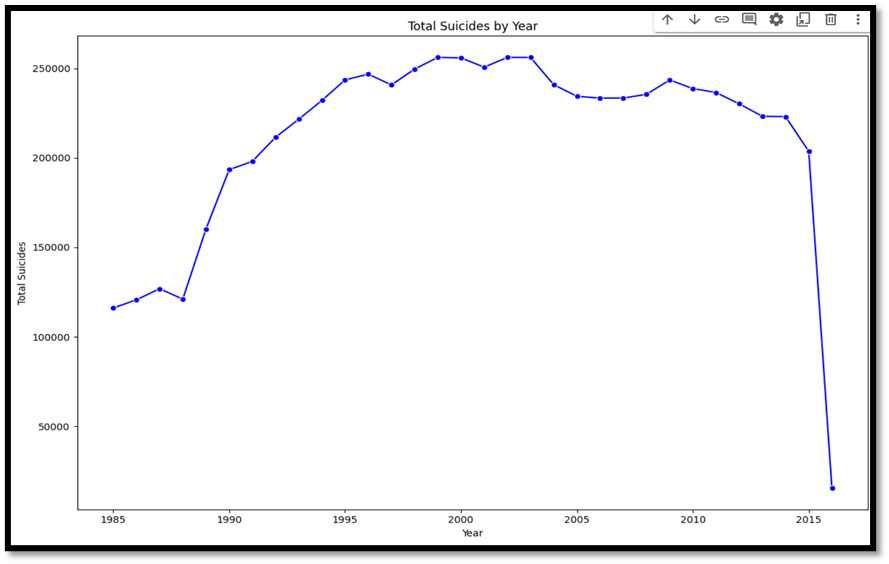 Total Suicides by Year
250000
200000
150000
100000
50000
Total Suicides
1985 1990 1995 2000 2005 2010 2015
Year